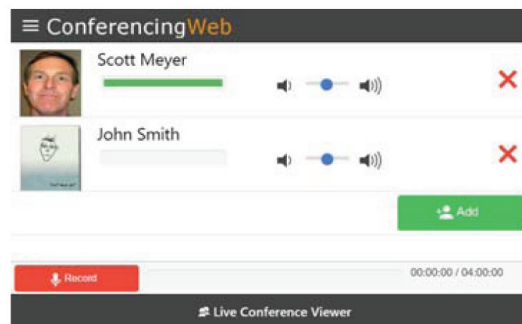 ConferencingWeb
Scott Meyer
John Smith
Add
Record
00:00:00 / 04:00:00
Live Conference Viewer